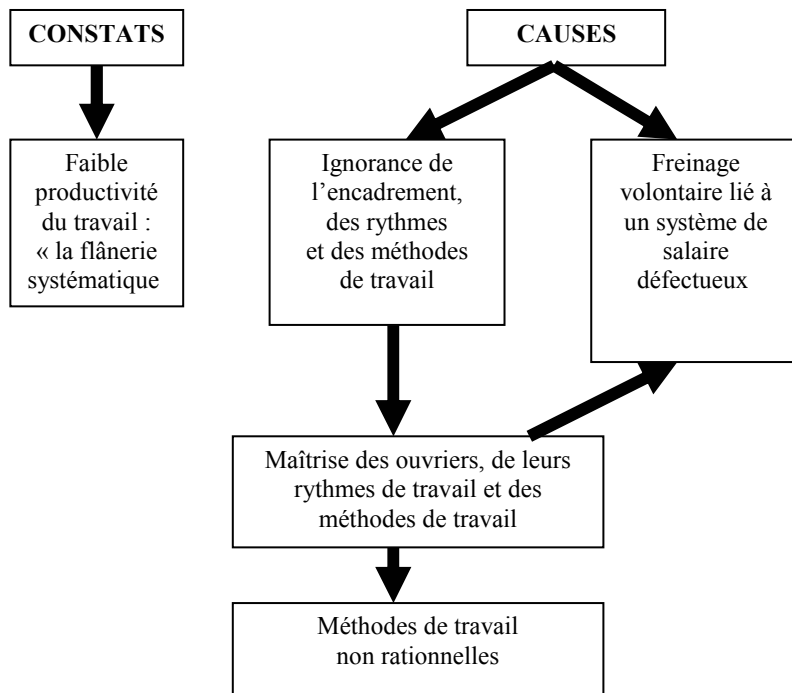 CONSTATS
CAUSES
Faible
productivité
du travail :
« la flânerie
systématique
Ignorance de
l’encadrement,
des rythmes
et des méthodes
de travail
Freinage
volontaire lié à
un système de
salaire
défectueux
Maîtrise des ouvriers, de leurs
rythmes de travail et des
méthodes de travail
Méthodes de travail
non rationnelles